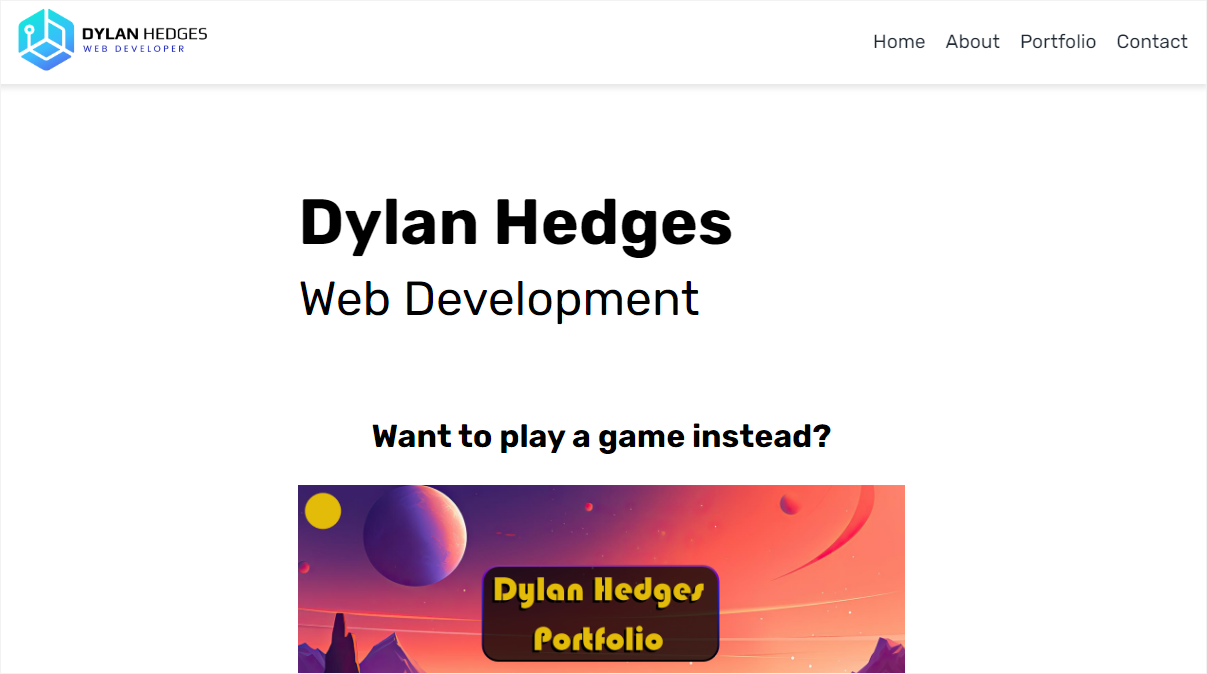 DYLAN HEDGES
WEB DEVELOPER
Home About Portfolio Contact
Dylan Hedges
Web Development
Want to play a game instead?
Dylan Hedges
Portfolio